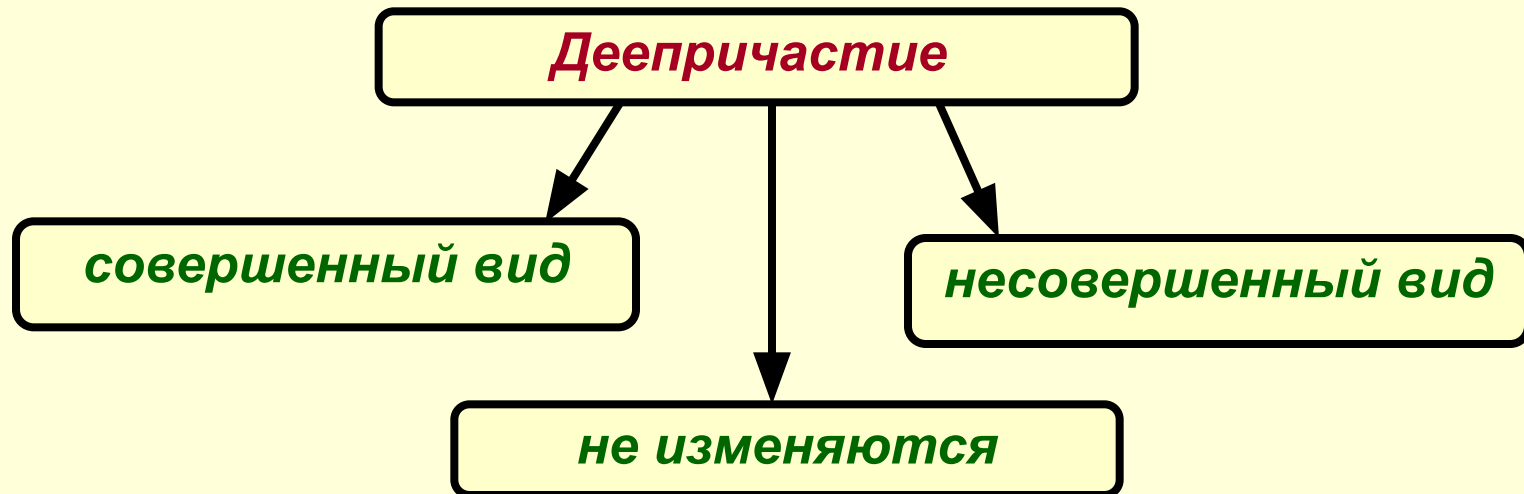 Деепричастие
совершенный вид
несовершенный вид
не изменяются